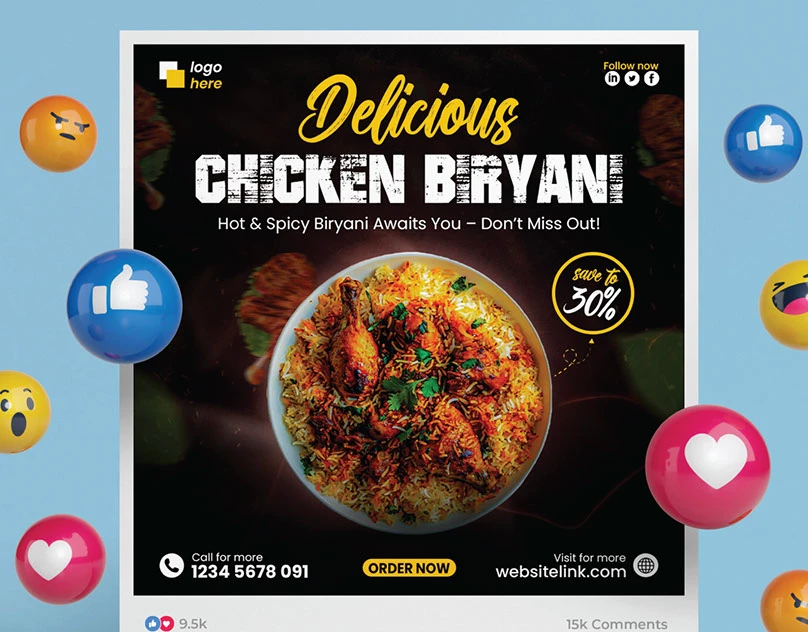 logo
here
Follow now
Delicious
CHICKEN BIRYANI
Hot & Spicy Biryani Awaits You – Don't Miss Out!
save to
30%
Call for more
1234 5678 091
ORDER NOW
Visit for more
websitelink.com
9.5k
15k Comments